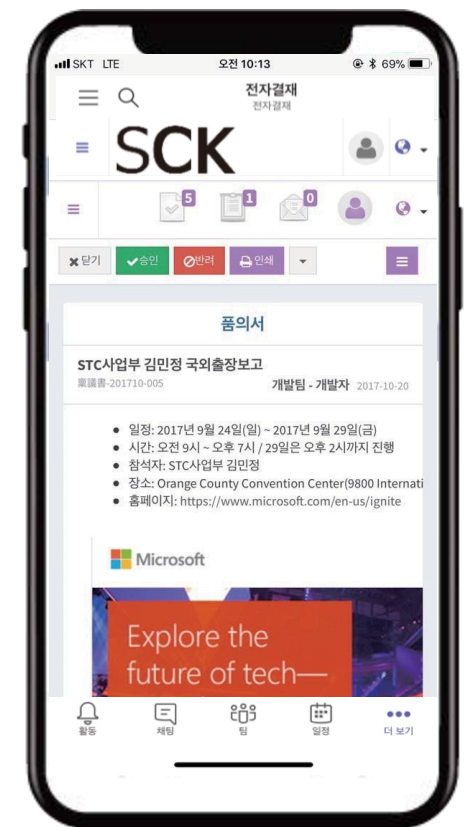 SKT LTE 오전 10:13 69%
전자결재
전자결재
SCK
5 1 0
닫기 승인 반려 인쇄
품의서
STC사업부 김민정 국외출장보고
稟議書-201710-005 개발팀 - 개발자 2017-10-20
일정: 2017년 9월 24일(일) ~ 2017년 9월 29일(금)
시간: 오전 9시 ~ 오후 7시 / 29일은 오후 2시까지 진행
참석자: STC사업부 김민정
장소: Orange County Convention Center(9800 Internati
홈페이지: https://www.microsoft.com/en-us/ignite
Microsoft
Explore the
future of tech—
활동 채팅 팀 일정 더 보기